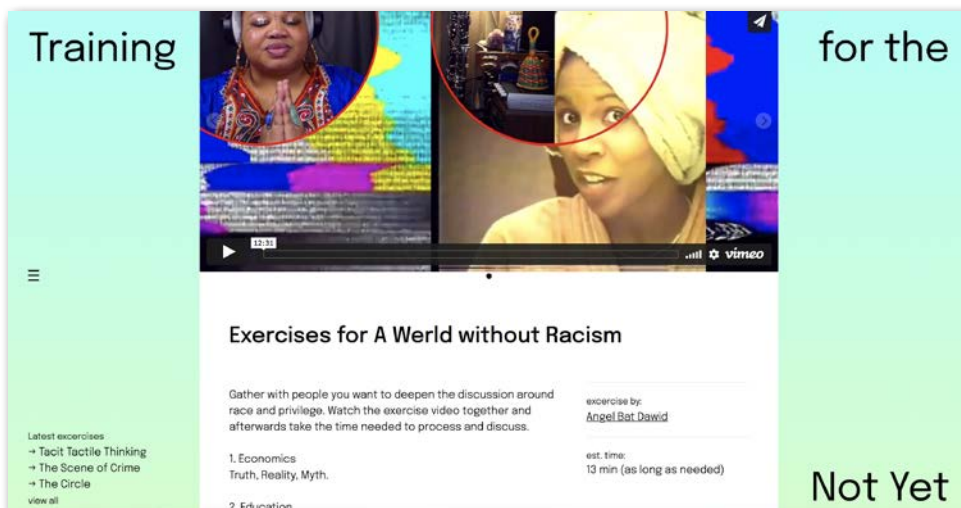 Training
for the
12:31
vimeo
☰
Exercises for A Werld without Racism
Gather with people you want to deepen the discussion around
race and privilege. Watch the exercise video together and
afterwards take the time needed to process and discuss.
1. Economics
Truth, Reality, Myth.
2. Education
excercise by:
Angel Bat Dawid
est. time:
13 min (as long as needed)
Latest excercises
→ Tacit Tactile Thinking
→ The Scene of Crime
→ The Circle
view all
Not Yet